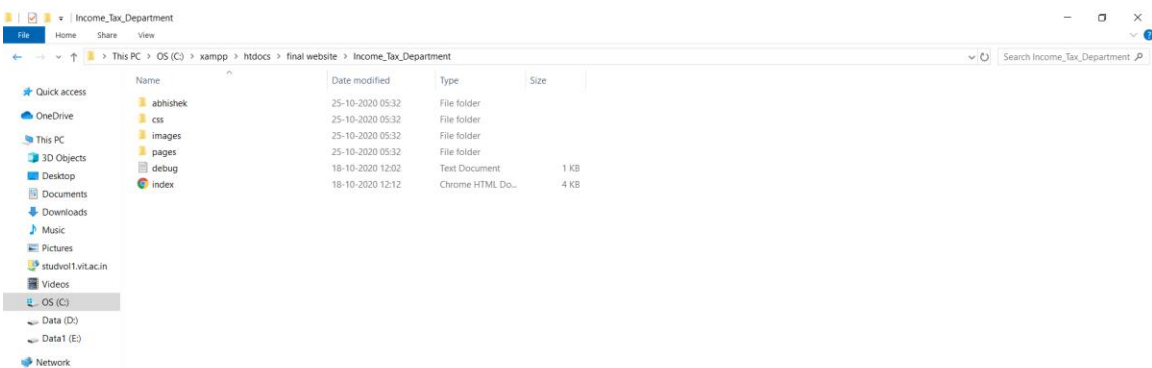 Income_Tax_Department
File Home Share View
This PC > OS (C:) > xampp > htdocs > final website > Income_Tax_Department
Search Income_Tax_Department
Name Date modified Type Size
Quick access
OneDrive
This PC
3D Objects
Desktop
Documents
Downloads
Music
Pictures
studvol1.vit.ac.in
Videos
OS (C:)
Data (D:)
Data1 (E:)
Network
abhishek 25-10-2020 05:32 File folder
css 25-10-2020 05:32 File folder
images 25-10-2020 05:32 File folder
pages 25-10-2020 05:32 File folder
debug 18-10-2020 12:02 Text Document 1 KB
index 18-10-2020 12:12 Chrome HTML Do... 4 KB